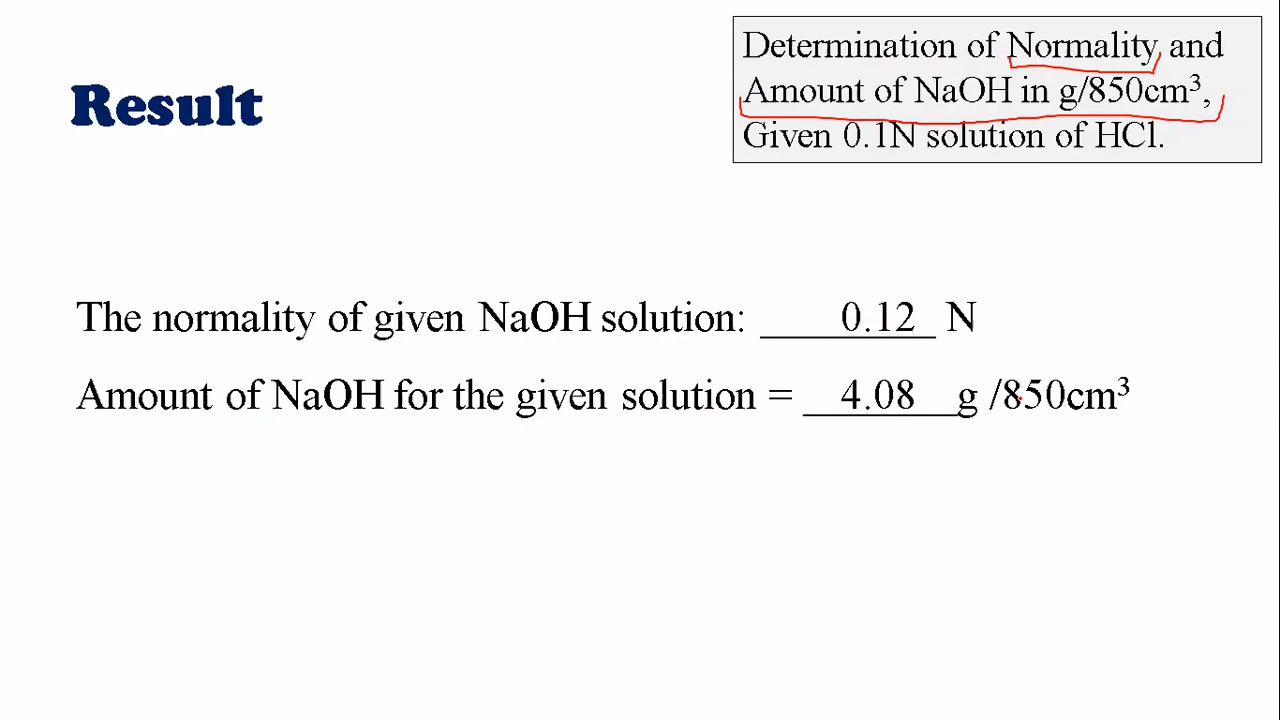 Result
Determination of Normality and
Amount of NaOH in g/850cm³,
Given 0.1N solution of HCl.
The normality of given NaOH solution: ____0.12_ N
Amount of NaOH for the given solution = __4.08__g /850cm³